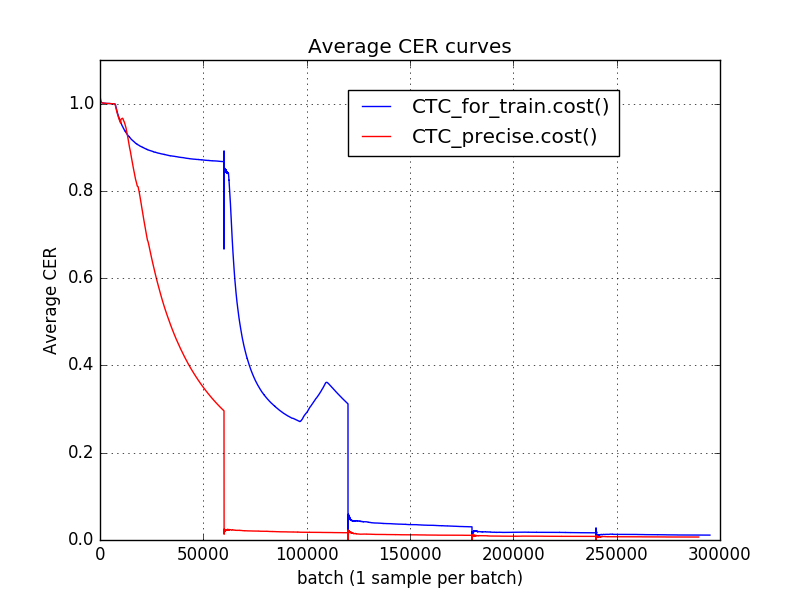 Average CER curves
CTC_for_train.cost()
CTC_precise.cost()
Average CER
1.0
0.8
0.6
0.4
0.2
0.0
0 50000 100000 150000 200000 250000 300000
batch (1 sample per batch)